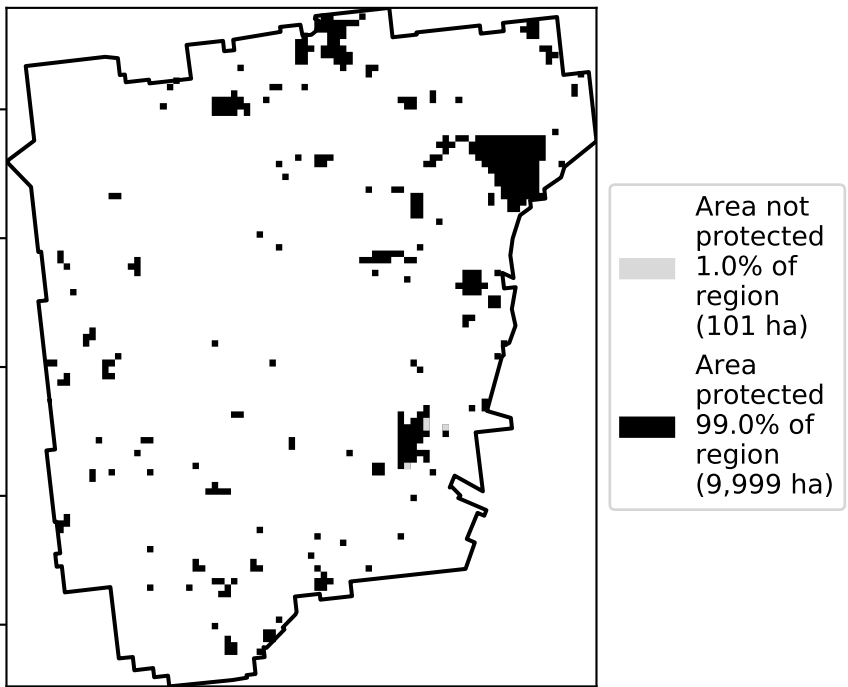 Area not
protected
1.0% of
region
(101 ha)
Area
protected
99.0% of
region
(9,999 ha)